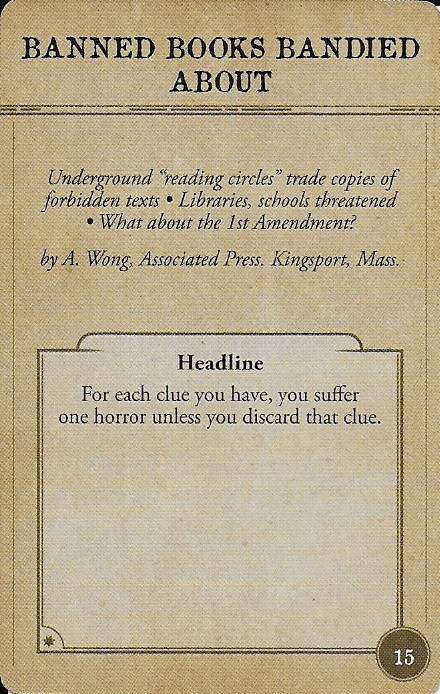 BANNED BOOKS BANDIED
ABOUT
Underground “reading circles” trade copies of
forbidden texts • Libraries, schools threatened
• What about the 1st Amendment?
by A. Wong, Associated Press. Kingsport, Mass.
Headline
For each clue you have, you suffer
one horror unless you discard that clue.
15